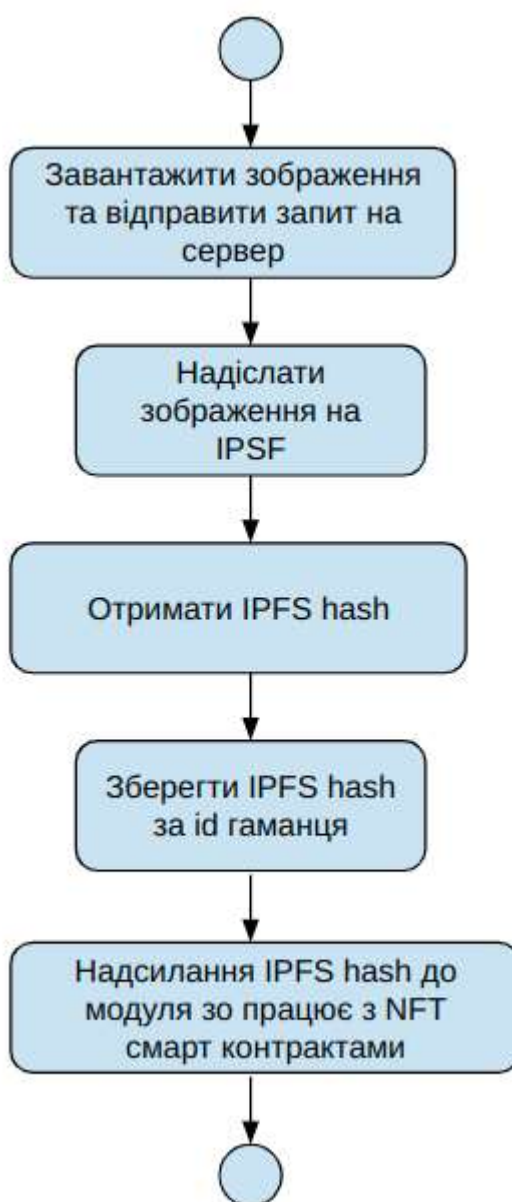 Завантажити зображення
та відправити запит на
сервер
Надіслати
зображення на
IPSF
Отримати IPFS hash
Зберегти IPFS hash
за id гаманця
Надсилання IPFS hash до
модуля зо працює з NFT
смарт контрактами